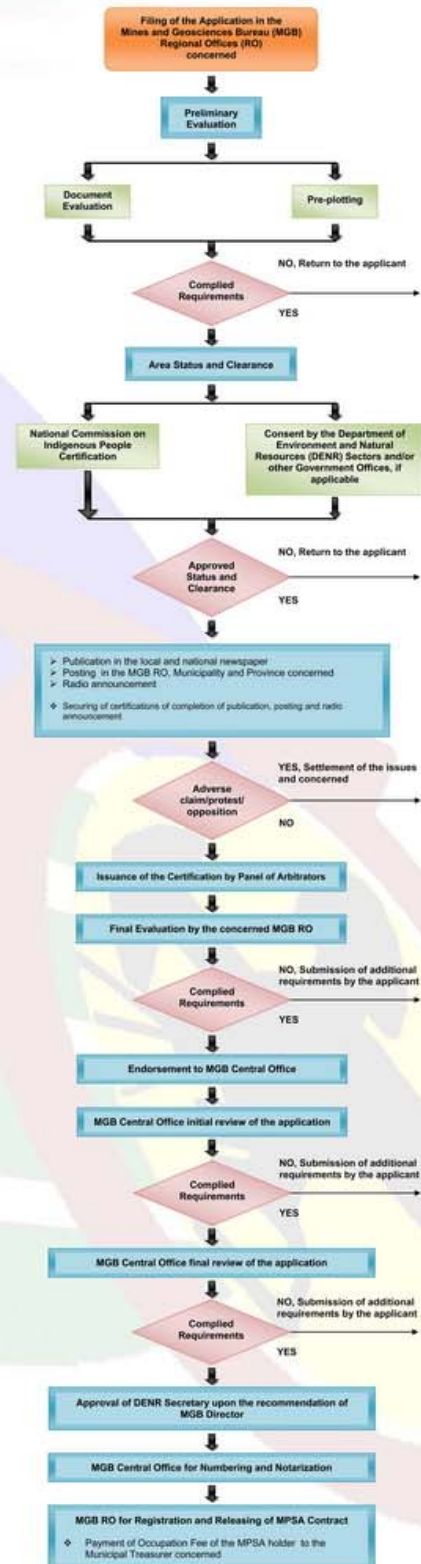 Filing of the Application in the
Mines and Geosciences Bureau (MGB)
Regional Offices (RO)
concerned
Preliminary
Evaluation
Document
Evaluation
Pre-plotting
NO, Return to the applicant
Complied
Requirements
YES
Area Status and Clearance
National Commission on
Indigenous People
Certification
Consent by the Department of
Environment and Natural
Resources (DENR) Sectors and/or
other Government Offices, if
applicable
NO, Return to the applicant
Approved
Status and
Clearance
YES
➢ Publication in the local and national newspaper
➢ Posting in the MGB RO, Municipality and Province concerned
➢ Radio announcement
❖ Securing of certifications of completion of publication, posting and radio
announcement
YES, Settlement of the issues
and concerned
Adverse
claim/protest/
opposition
NO
Issuance of the Certification by Panel of Arbitrators
Final Evaluation by the concerned MGB RO
NO, Submission of additional
requirements by the applicant
Complied
Requirements
YES
Endorsement to MGB Central Office
MGB Central Office initial review of the application
NO, Submission of additional
requirements by the applicant
Complied
Requirements
YES
MGB Central Office final review of the application
NO, Submission of additional
requirements by the applicant
Complied
Requirements
YES
Approval of DENR Secretary upon the recommendation of
MGB Director
MGB Central Office for Numbering and Notarization
MGB RO for Registration and Releasing of MPSA Contract
❖ Payment of Occupation Fee of the MPSA holder to the
Municipal Treasurer concerned